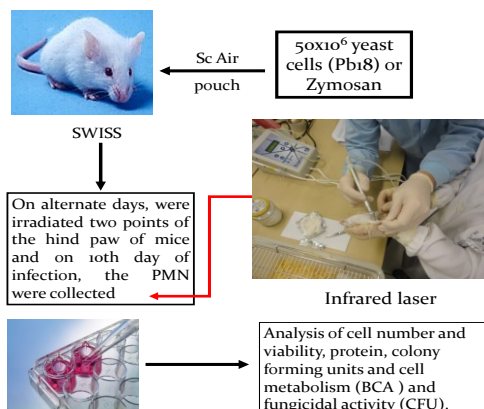 Sc Air
pouch
50x10⁶ yeast
cells (Pb18) or
Zymosan
SWISS
On alternate days, were
irradiated two points of
the hind paw of mice
and on 10th day of
infection, the PMN
were collected
Infrared laser
Analysis of cell number and
viability, protein, colony
forming units and cell
metabolism (BCA ) and
fungicidal activity (CFU).